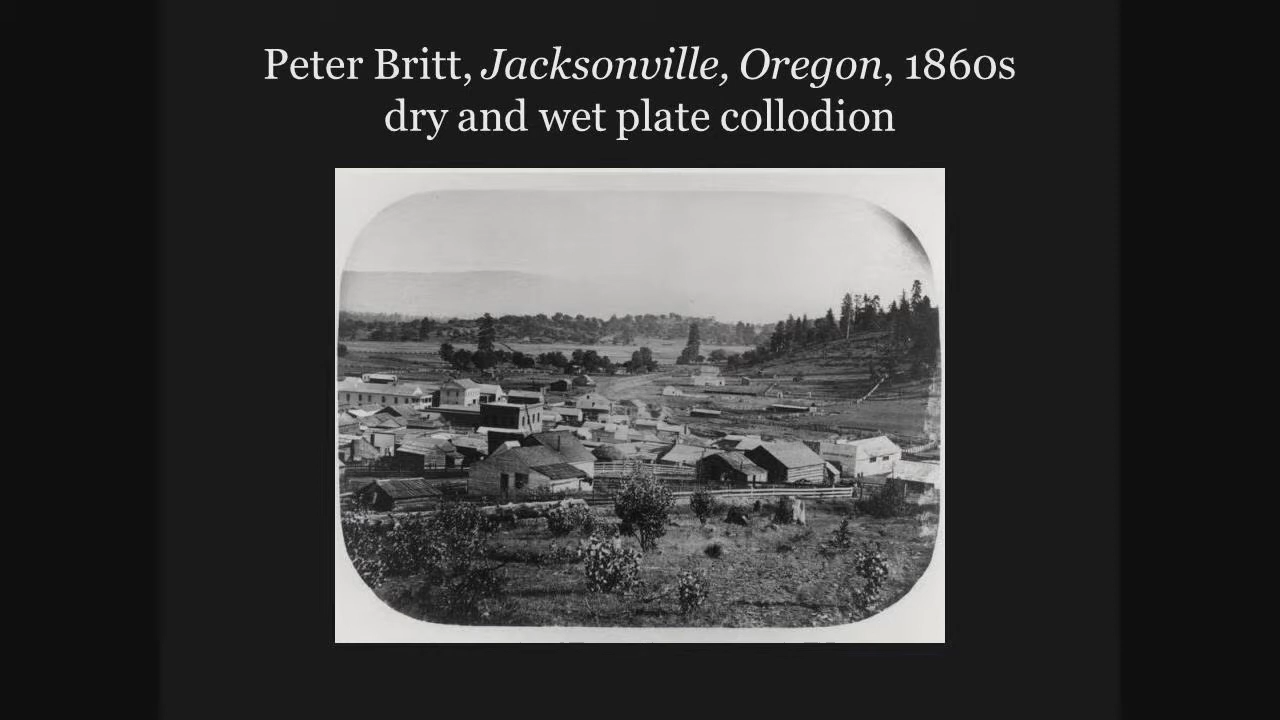 Peter Britt, Jacksonville, Oregon, 1860s
dry and wet plate collodion